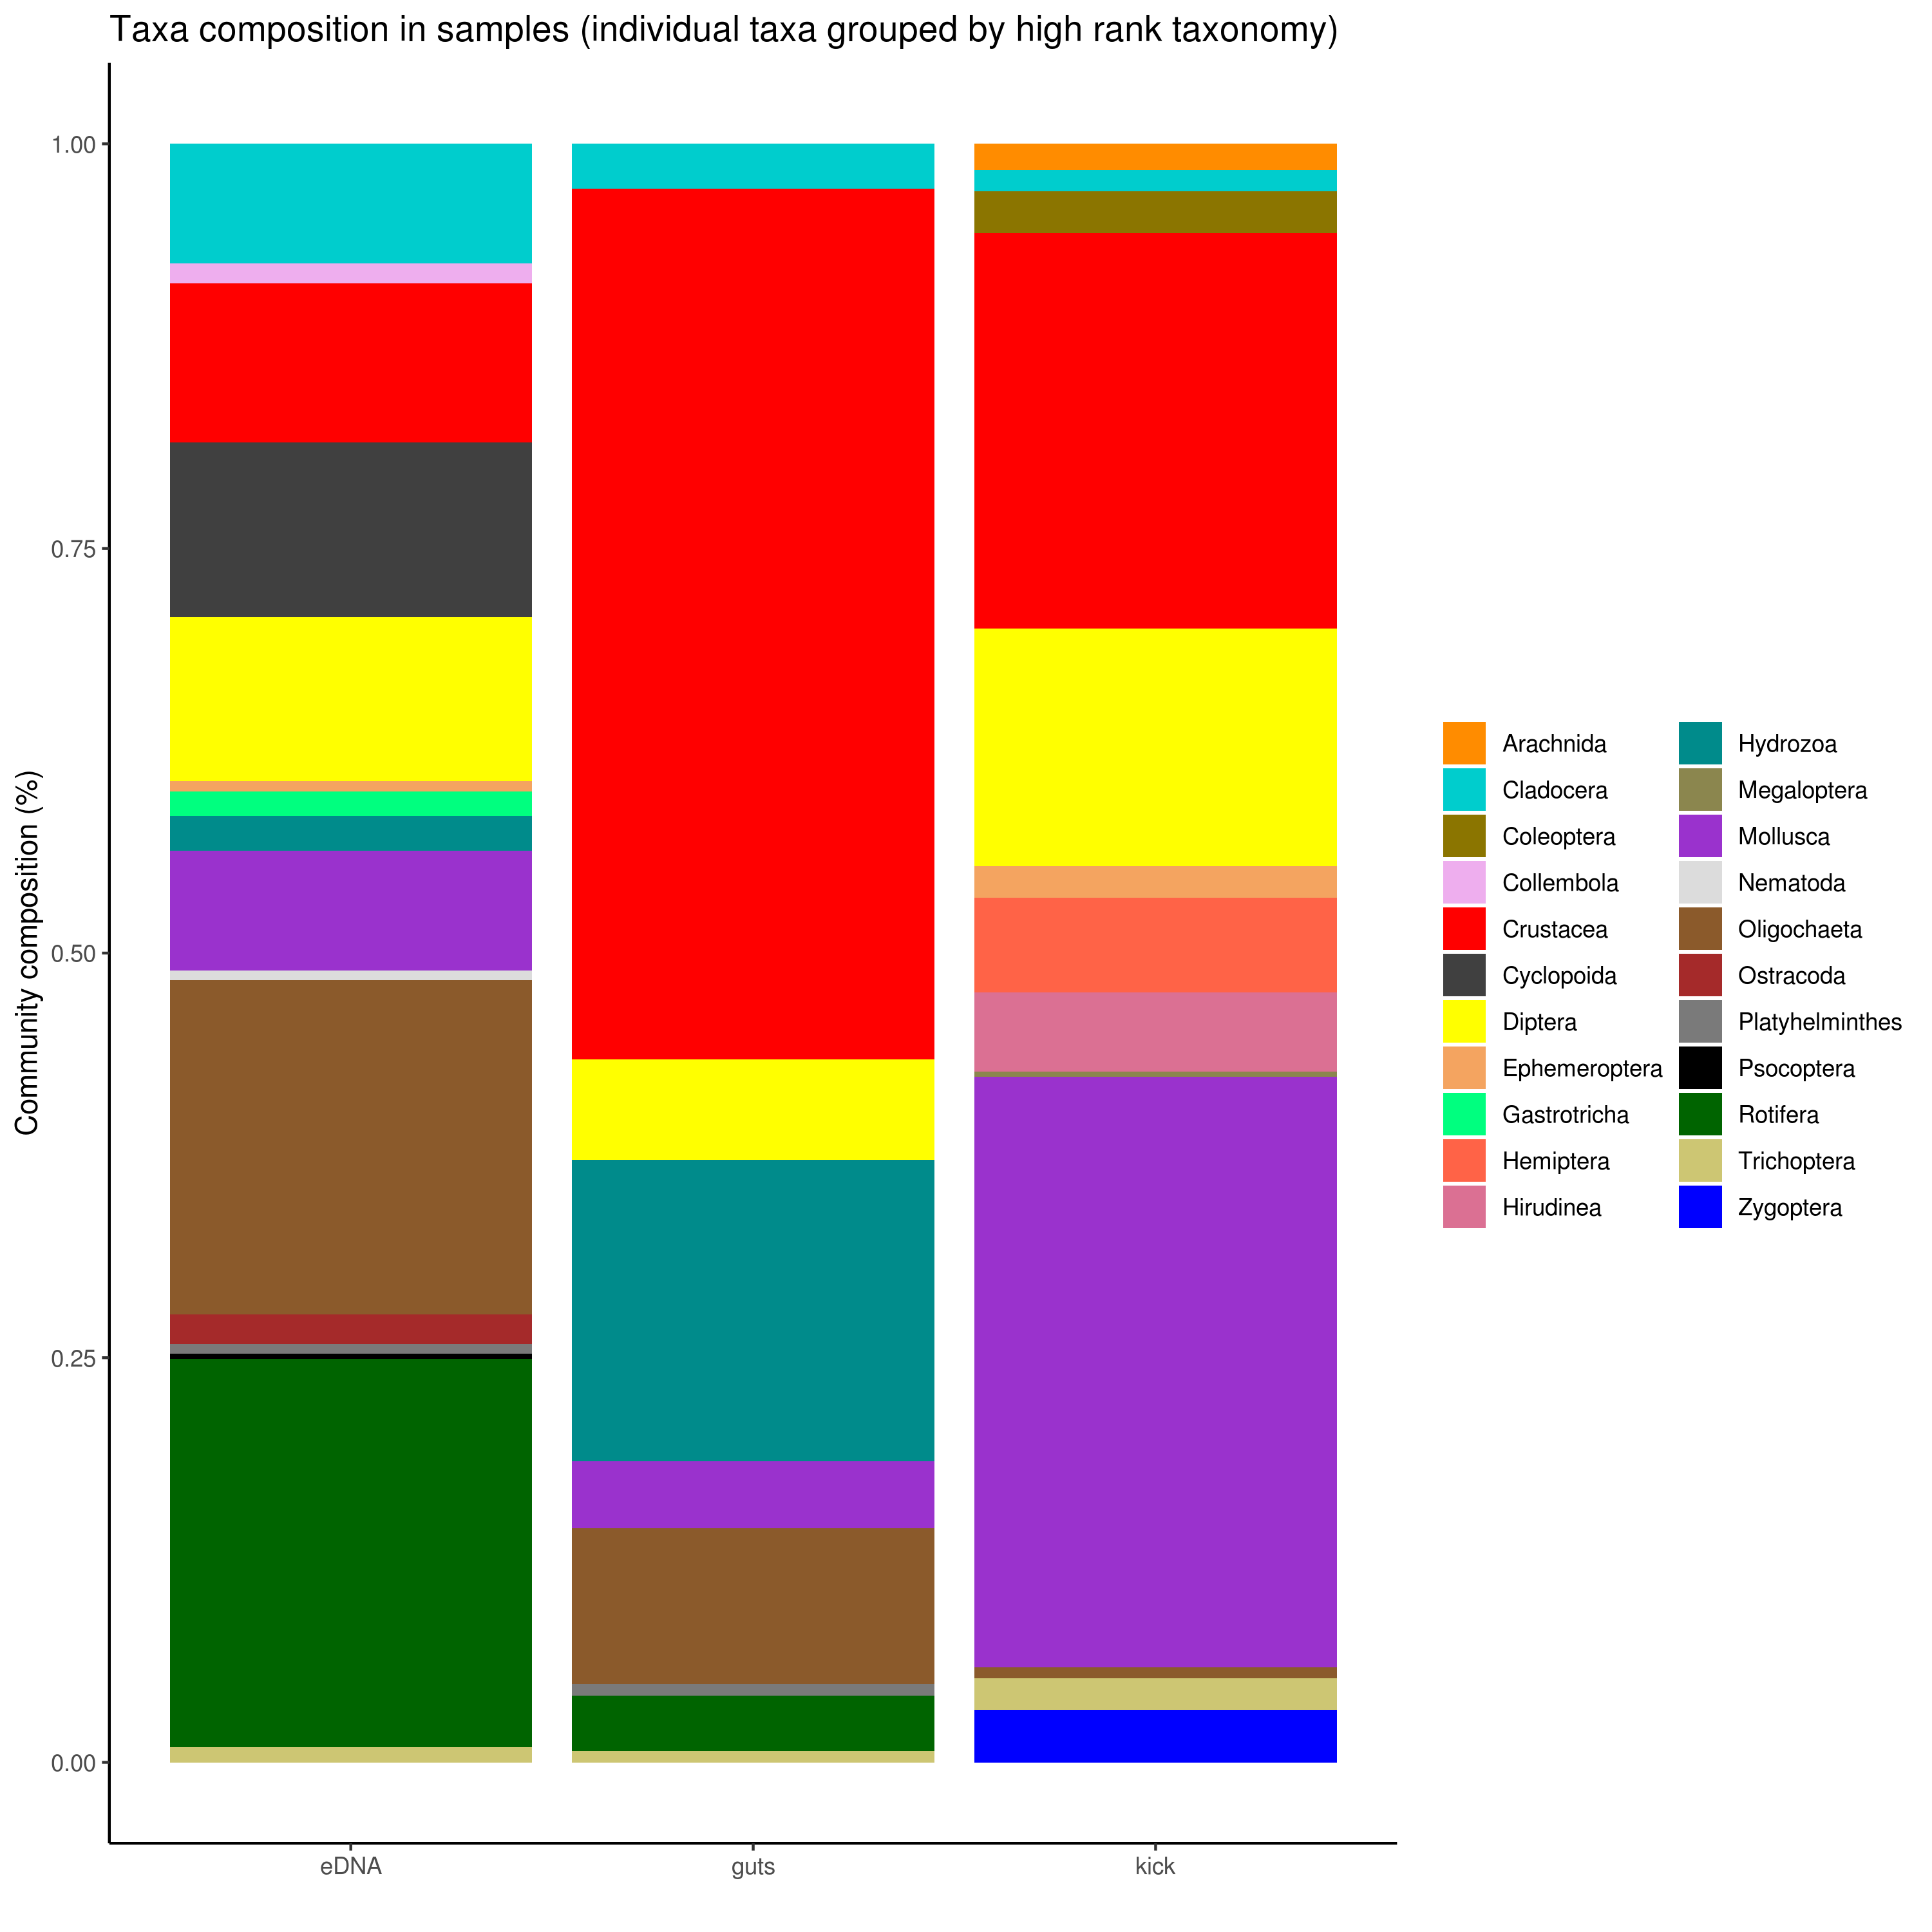 Taxa composition in samples (individual taxa grouped by high rank taxonomy)
Community composition (%)
1.00
0.75
0.50
0.25
0.00
eDNA
guts
kick
Arachnida
Cladocera
Coleoptera
Collembola
Crustacea
Cyclopoida
Diptera
Ephemeroptera
Gastrotricha
Hemiptera
Hirudinea
Hydrozoa
Megaloptera
Mollusca
Nematoda
Oligochaeta
Ostracoda
Platyhelminthes
Psocoptera
Rotifera
Trichoptera
Zygoptera